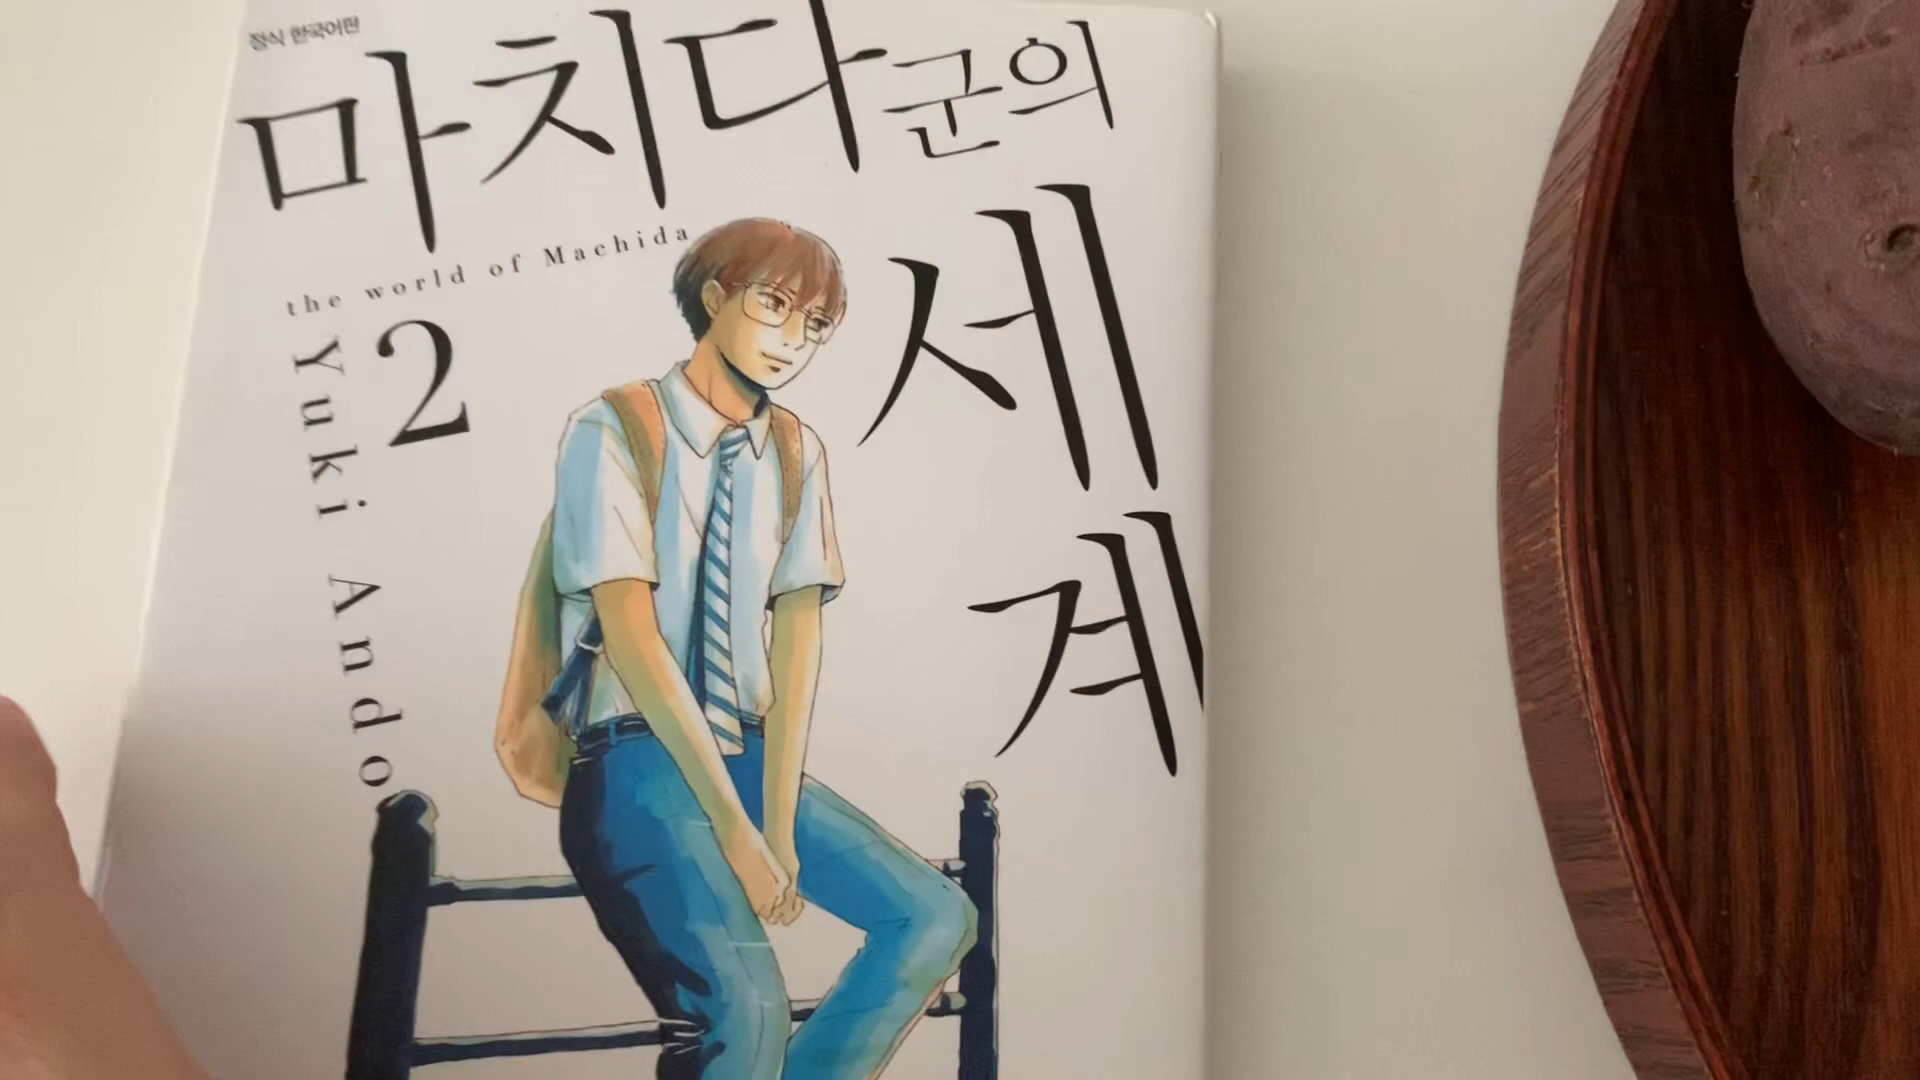 정식 한국어판
마치다군의
세계
the world of Machida
2
Yuki Ando